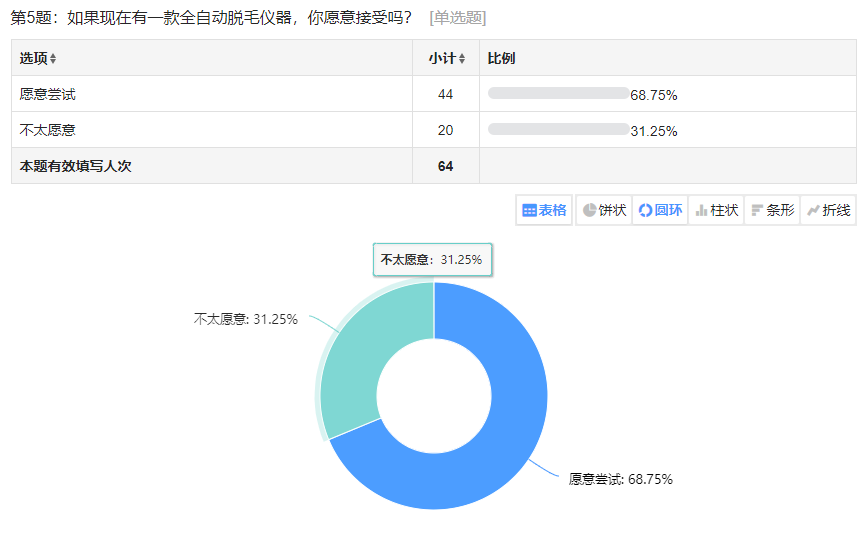 第5题：如果现在有一款全自动脱毛仪器，你愿意接受吗？ [单选题]
选项 小计 比例
愿意尝试 44 68.75%
不太愿意 20 31.25%
本题有效填写人次 64
表格 饼状 圆环 柱状 条形 折线
不太愿意：31.25%
不太愿意: 31.25%
愿意尝试: 68.75%